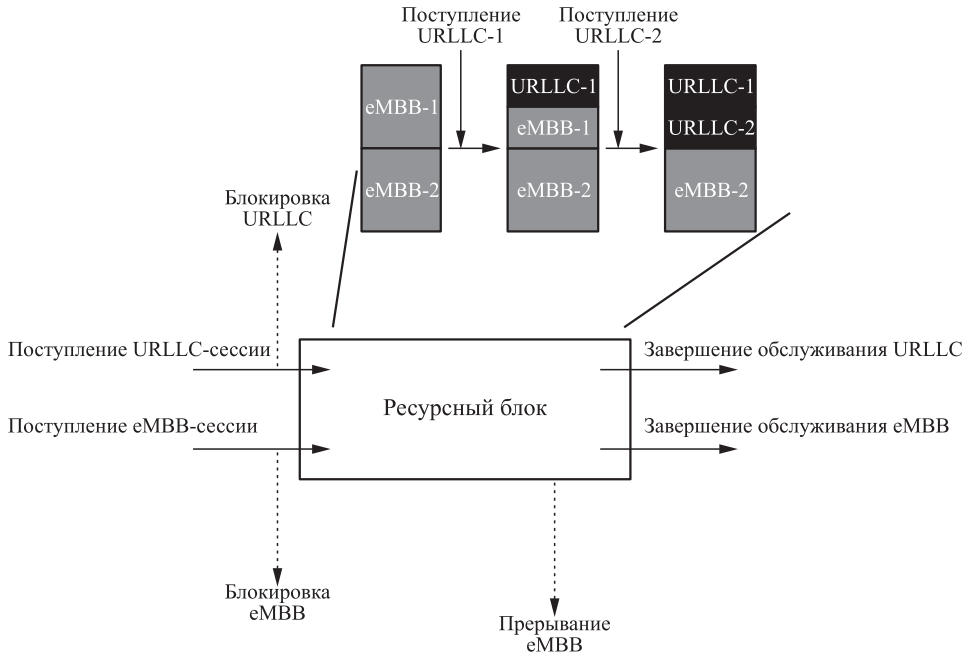 Поступление
URLLC-1
Поступление
URLLC-2
eMBB-1
eMBB-2
URLLC-1
eMBB-1
eMBB-2
URLLC-1
URLLC-2
eMBB-2
Блокировка
URLLC
Поступление URLLC-сессии
Завершение обслуживания URLLC
Ресурсный блок
Поступление eMBB-сессии
Завершение обслуживания eMBB
Блокировка
eMBB
Прерывание
eMBB